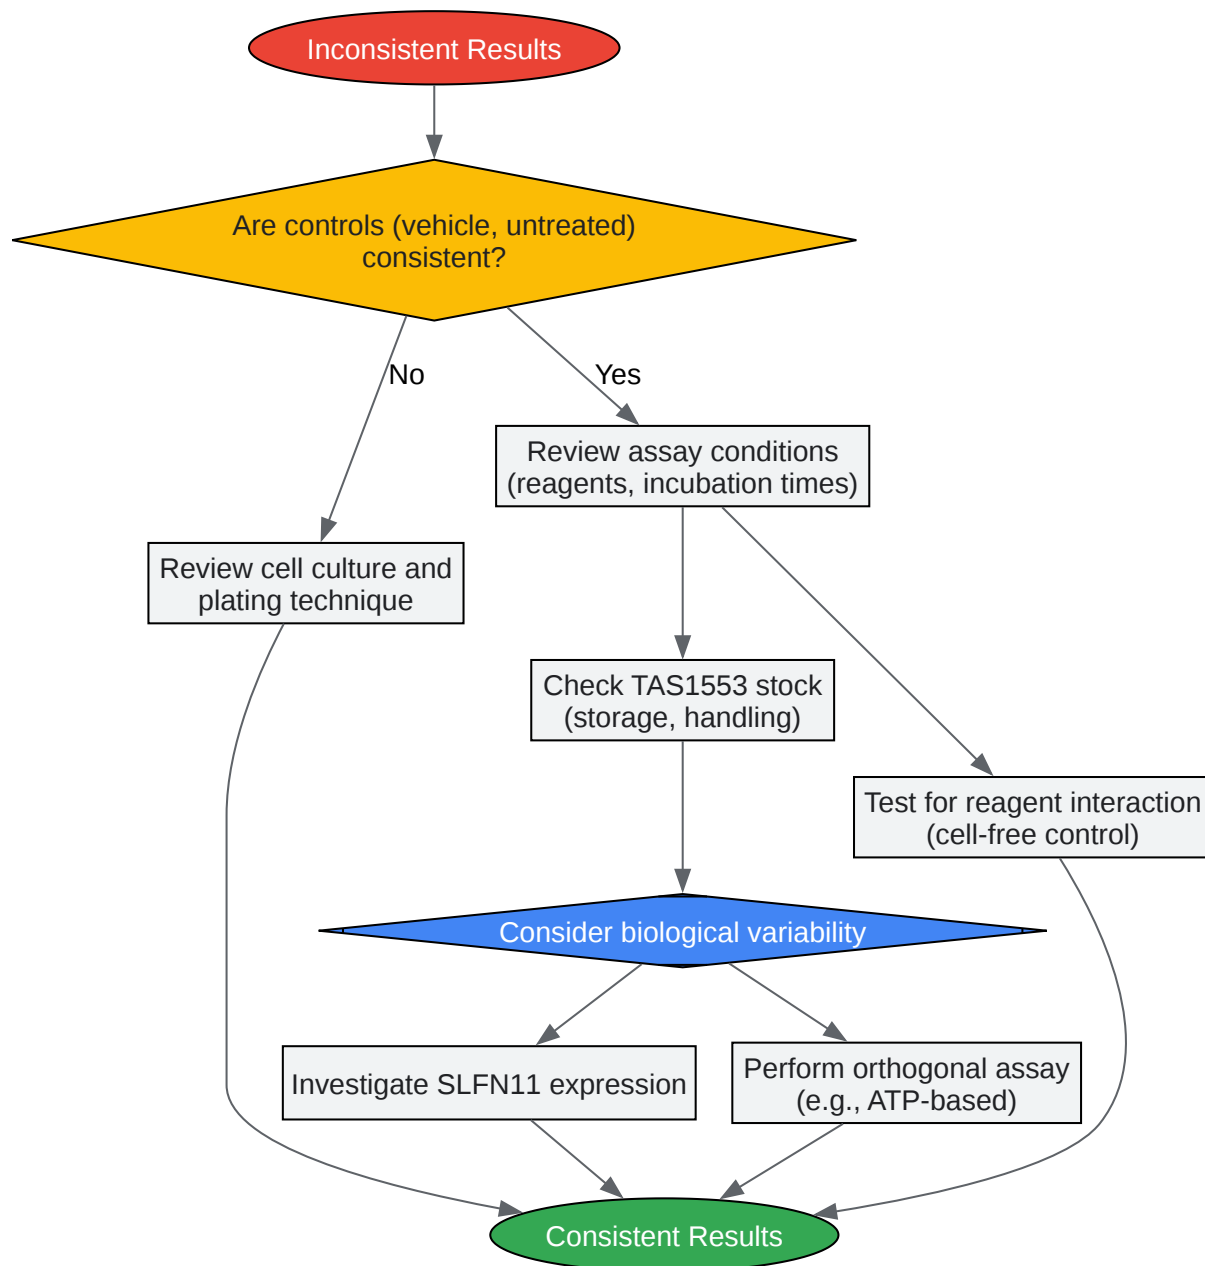 Inconsistent Results
Are controls (vehicle, untreated)
consistent?
No
Yes
Review assay conditions
(reagents, incubation times)
Review cell culture and
plating technique
Check TAS1553 stock
(storage, handling)
Test for reagent interaction
(cell-free control)
Consider biological variability
Investigate SLFN11 expression
Perform orthogonal assay
(e.g., ATP-based)
Consistent Results